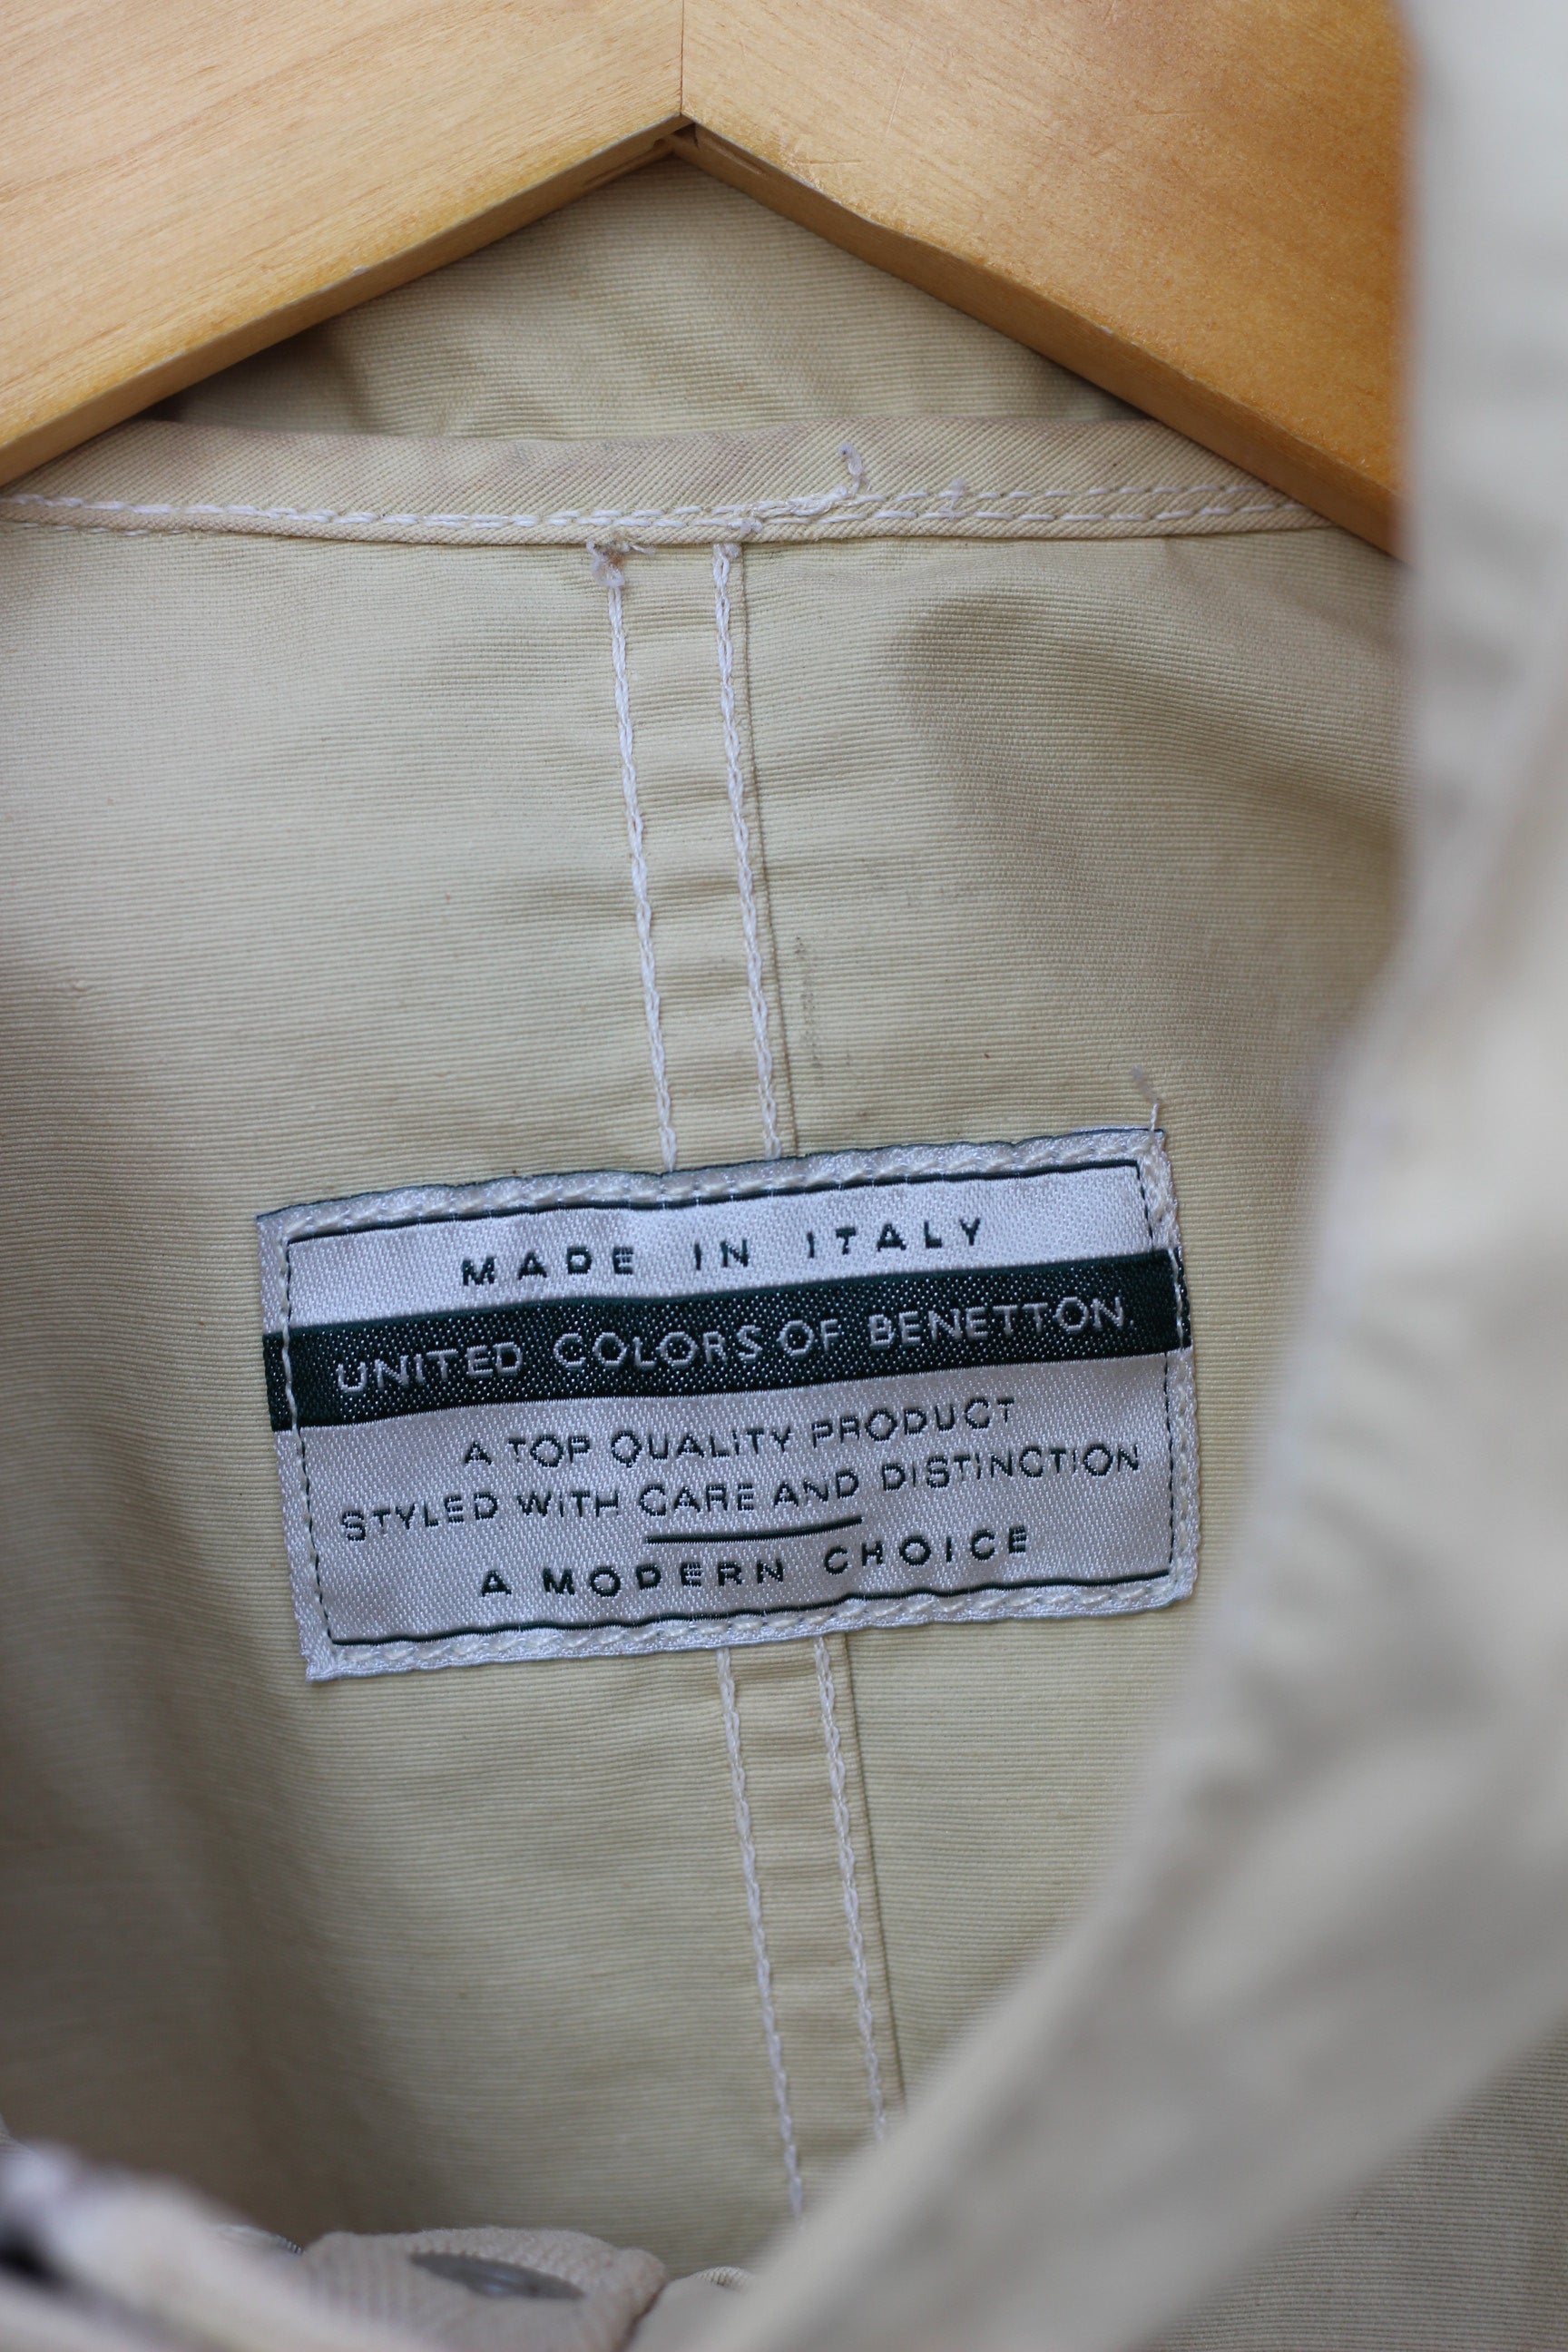 MADE IN ITALY
UNITED COLORS OF BENETTON.
A TOP QUALITY PRODUCT
STYLED WITH CARE AND DISTINCTION
A MODERN CHOICE